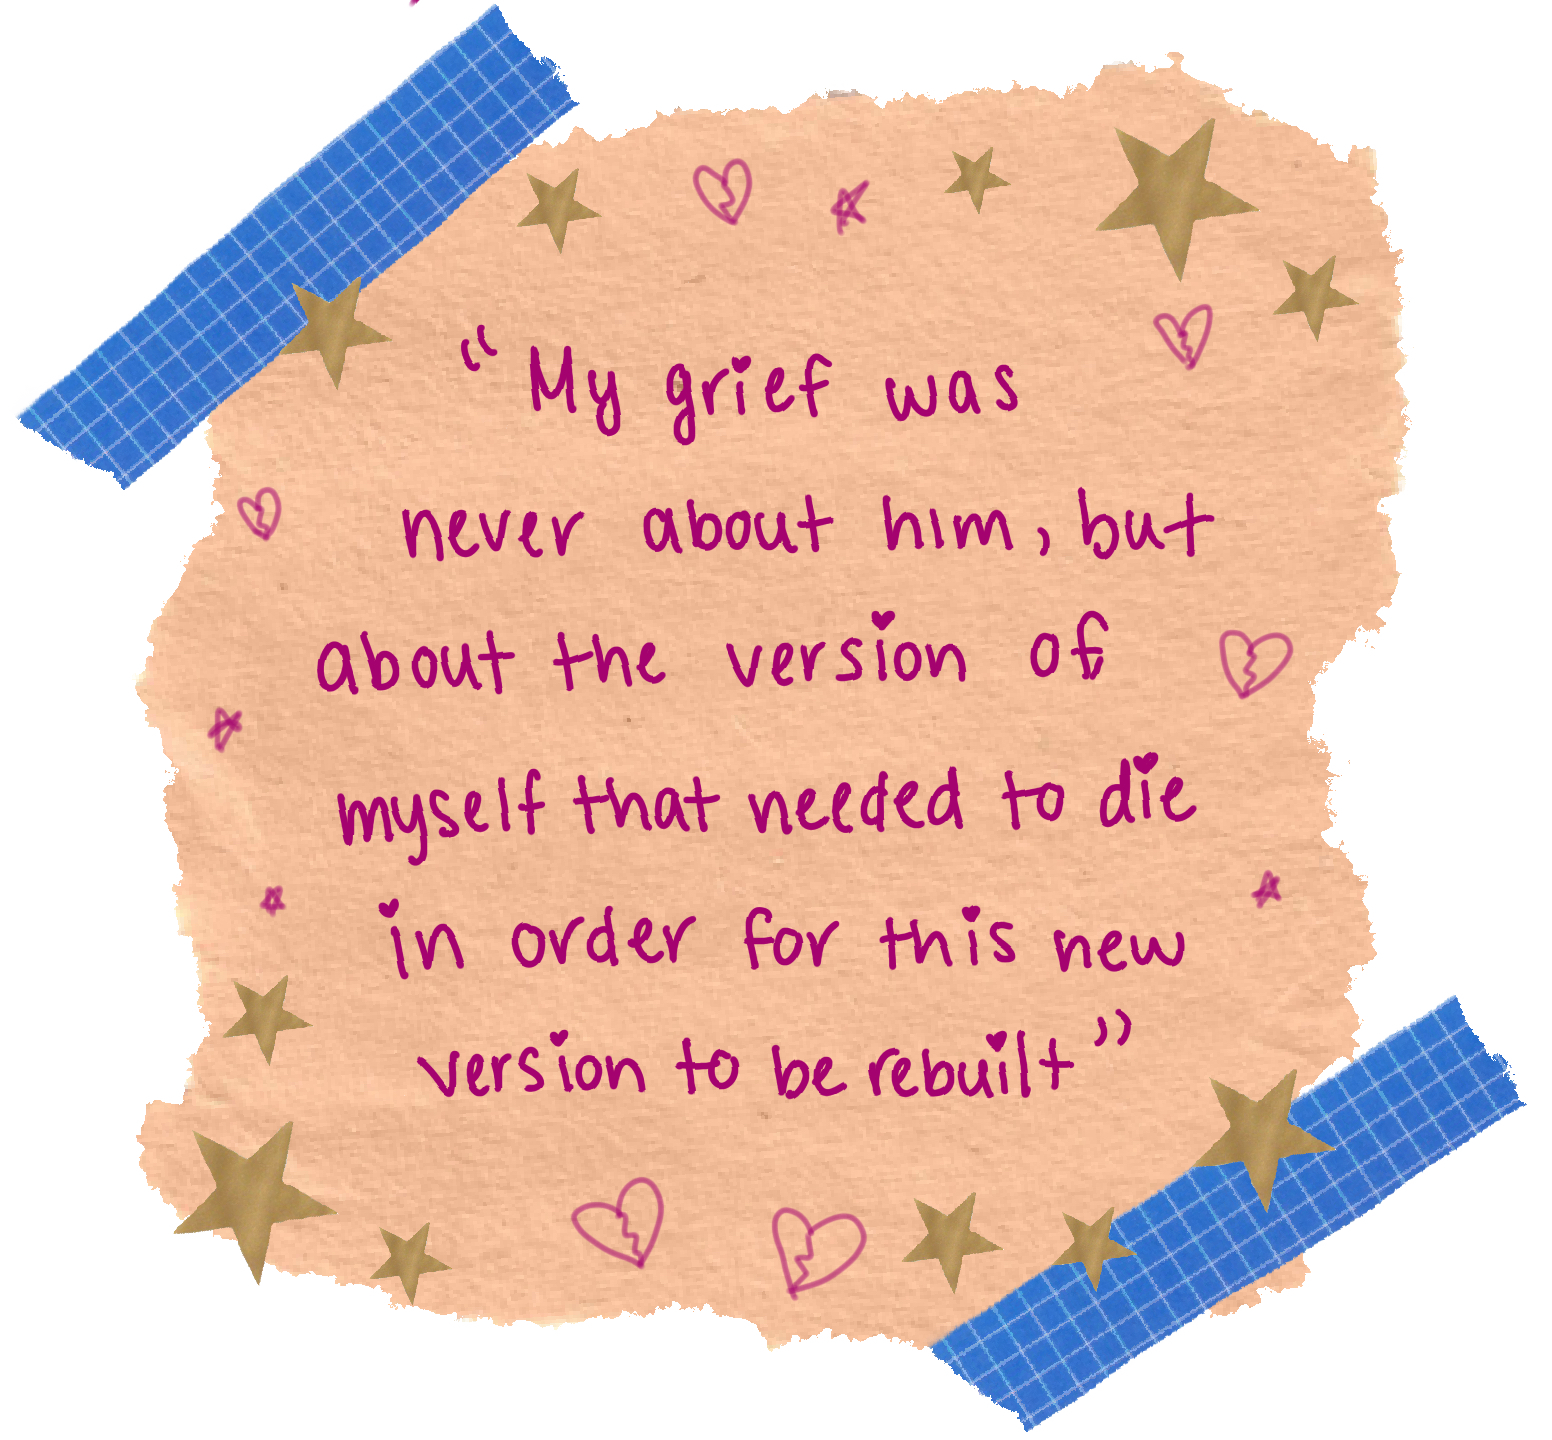 “My grief was
never about him, but
about the version of
myself that needed to die
in order for this new
version to be rebuilt”